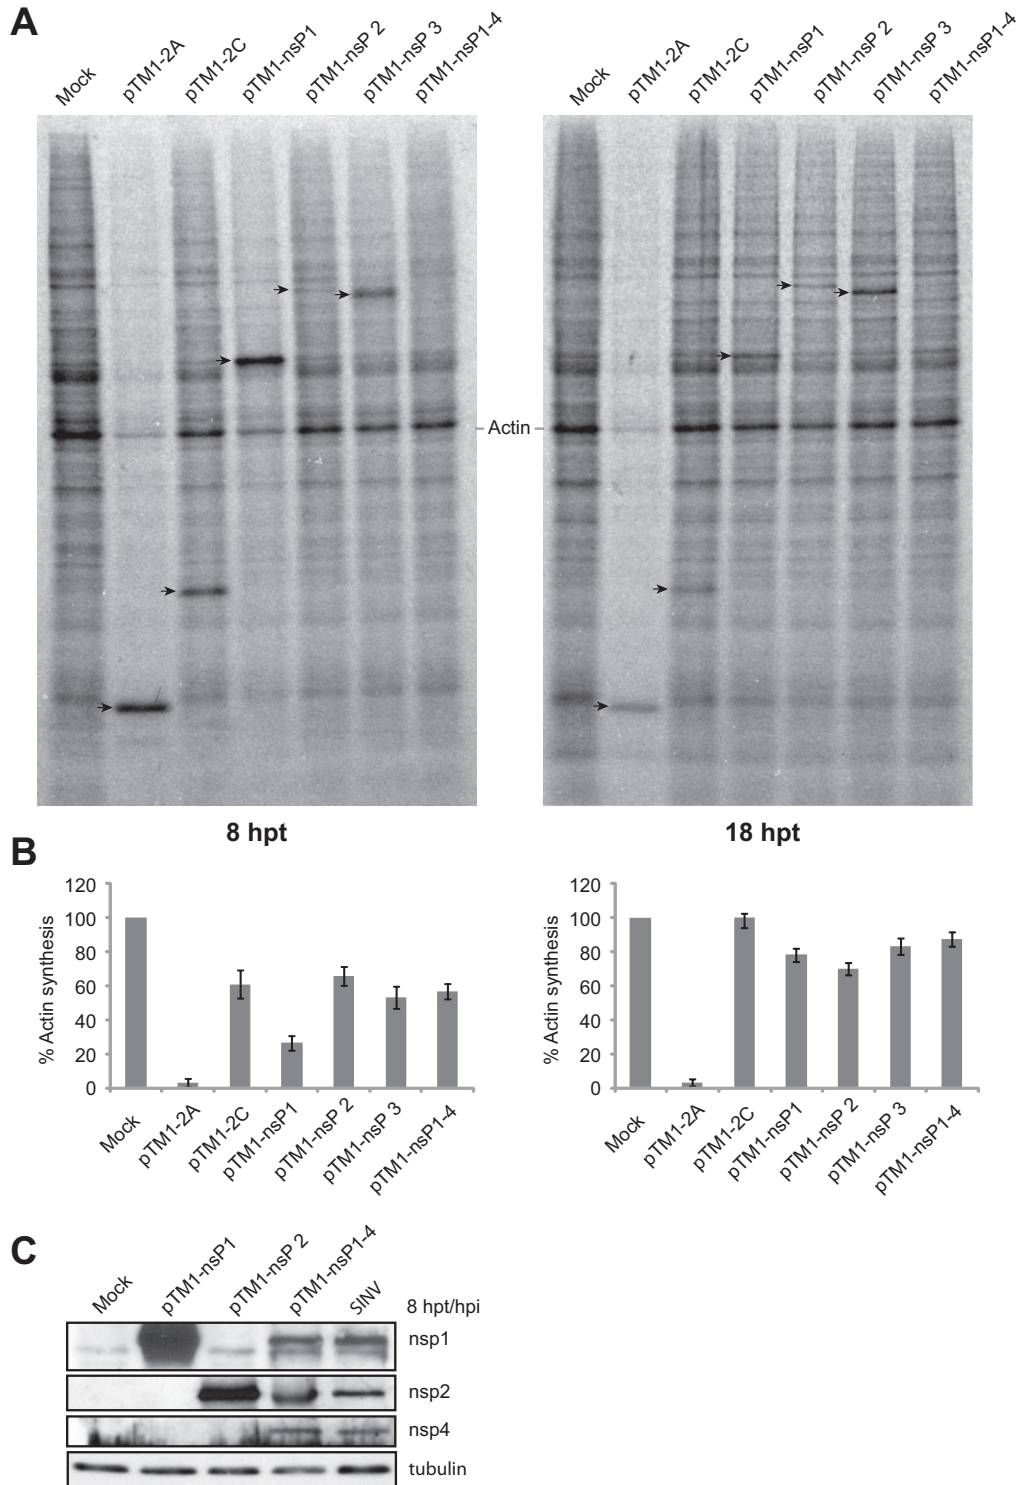 A
Mock pTM1-2A pTM1-2C pTM1-nsP1 pTM1-nsP 2 pTM1-nsP 3 pTM1-nsP1-4
Mock pTM1-2A pTM1-2C pTM1-nsP1 pTM1-nsP 2 pTM1-nsP 3 pTM1-nsP1-4
Actin
8 hpt
18 hpt
B
% Actin synthesis
120
100
80
60
40
20
0
Mock pTM1-2A pTM1-2C pTM1-nsP1 pTM1-nsP 2 pTM1-nsP 3 pTM1-nsP1-4
% Actin synthesis
120
100
80
60
40
20
0
Mock pTM1-2A pTM1-2C pTM1-nsP1 pTM1-nsP 2 pTM1-nsP 3 pTM1-nsP1-4
C
Mock pTM1-nsP1 pTM1-nsP 2 pTM1-nsP1-4 SINV
8 hpt/hpi
nsp1
nsp2
nsp4
tubulin